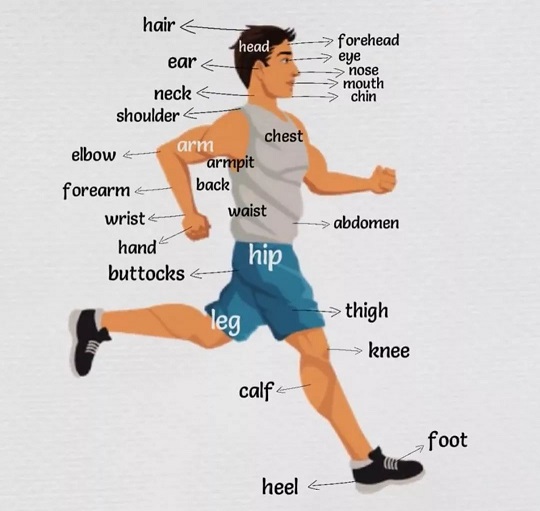 hair
head
forehead
eye
ear
nose
mouth
neck
chin
shoulder
chest
arm
elbow
armpit
back
forearm
waist
wrist
abdomen
hand
hip
buttocks
thigh
leg
knee
calf
foot
heel